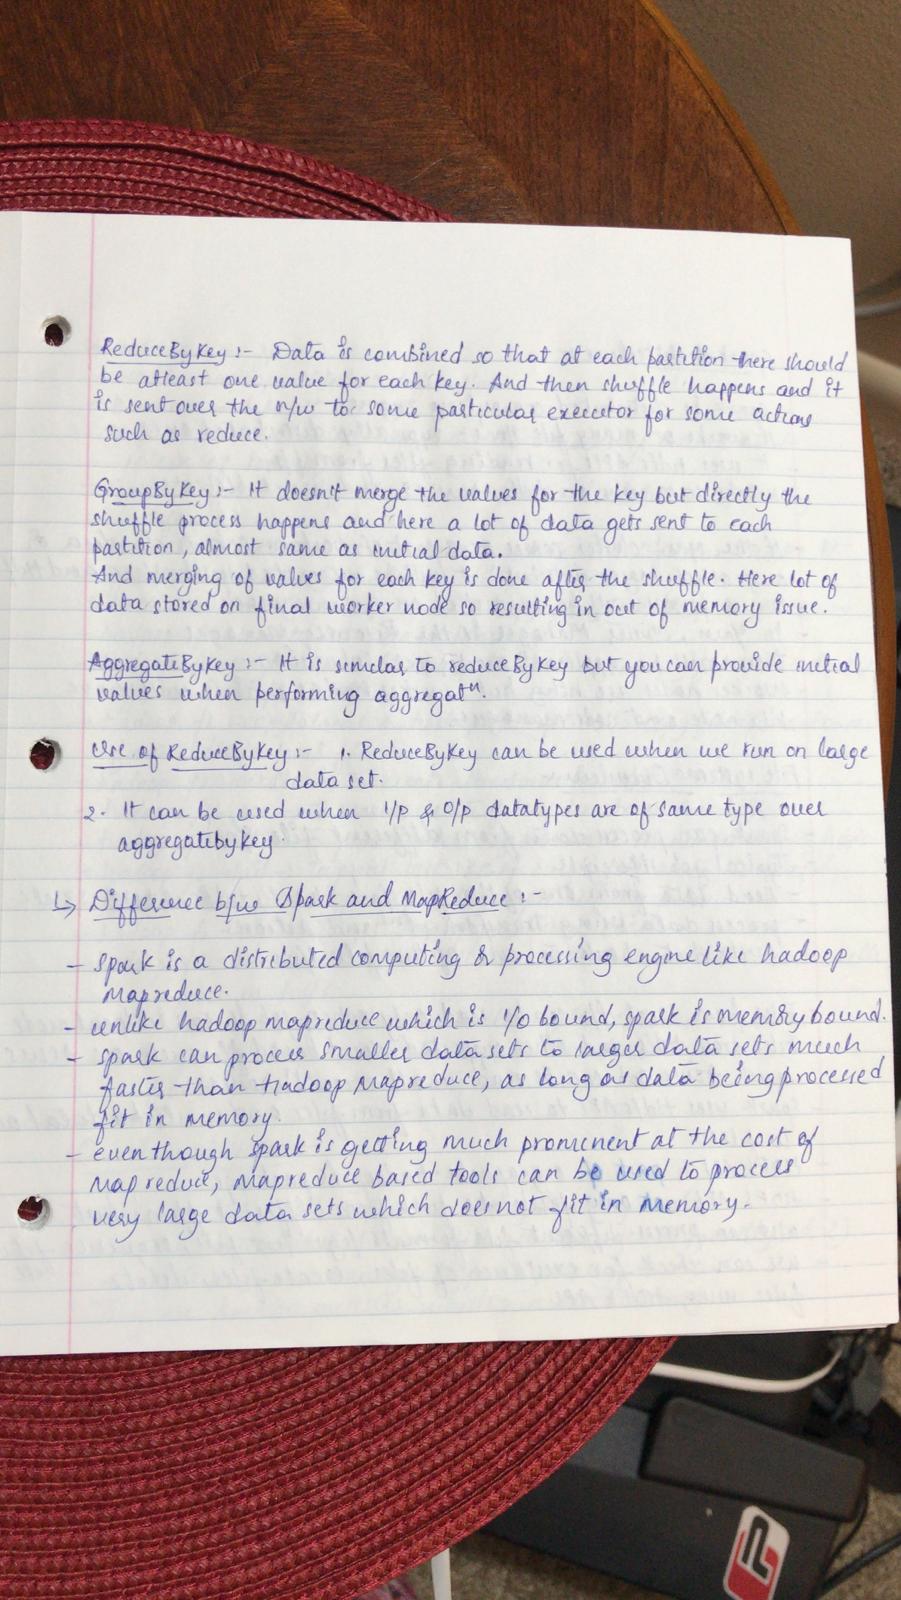 ReduceByKey :- Data is combined so that at each partition there should
be atleast one value for each key. And then shuffle happens and it
is sent over the n/w to some particular executor for some action
such as reduce.
GroupByKey :- It doesn't merge the values for the key but directly the
shuffle process happens and here a lot of data gets sent to each
partition, almost same as initial data.
And merging of values for each key is done after the shuffle. Here lot of
data stored on final worker node so resulting in out of memory issue.
AggregateByKey :- It is similar to reduceByKey but you can provide initial
values when performing aggregatn.
Use of ReduceByKey :- 1. ReduceByKey can be used when we run on large
data set.
2. It can be used when i/p & o/p datatypes are of same type over
aggregatebykey.
↳ Difference b/w Spark and MapReduce :-
- spark is a distributed computing & processing engine like hadoop
mapreduce.
- unlike hadoop mapreduce which is i/o bound, spark is memory bound.
- spark can process smaller data sets to larger data sets much
faster than Hadoop Mapreduce, as long as data being processed
fit in memory.
- even though spark is getting much prominent at the cost of
map reduce, mapreduce based tools can be used to process
very large data sets which does not fit in memory.